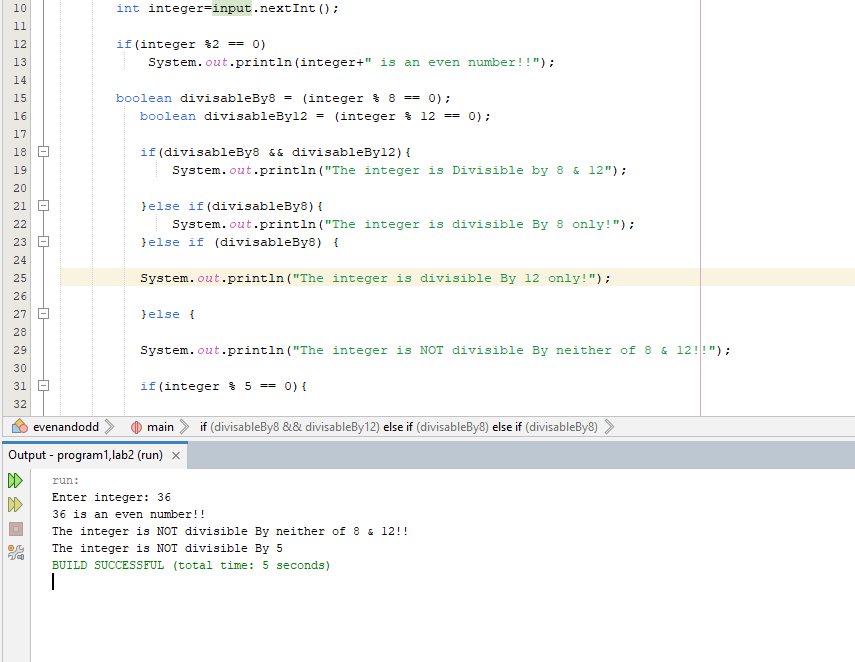 10 int integer=input.nextInt();
11
12 if(integer %2 == 0)
13 System.out.println(integer+" is an even number!!");
14
15 boolean divisableBy8 = (integer % 8 == 0);
16 boolean divisableBy12 = (integer % 12 == 0);
17
18 if(divisableBy8 && divisableBy12){
19 System.out.println("The integer is Divisible by 8 & 12");
20
21 }else if(divisableBy8){
22 System.out.println("The integer is divisible By 8 only!");
23 }else if (divisableBy8) {
24
25 System.out.println("The integer is divisible By 12 only!");
26
27 }else {
28
29 System.out.println("The integer is NOT divisible By neither of 8 & 12!!");
30
31 if(integer % 5 == 0){
32
evenandodd main if (divisableBy8 && divisableBy12) else if (divisableBy8) else if (divisableBy8)
Output - program1,lab2 (run) ×
run:
Enter integer: 36
36 is an even number!!
The integer is NOT divisible By neither of 8 & 12!!
The integer is NOT divisible By 5
BUILD SUCCESSFUL (total time: 5 seconds)